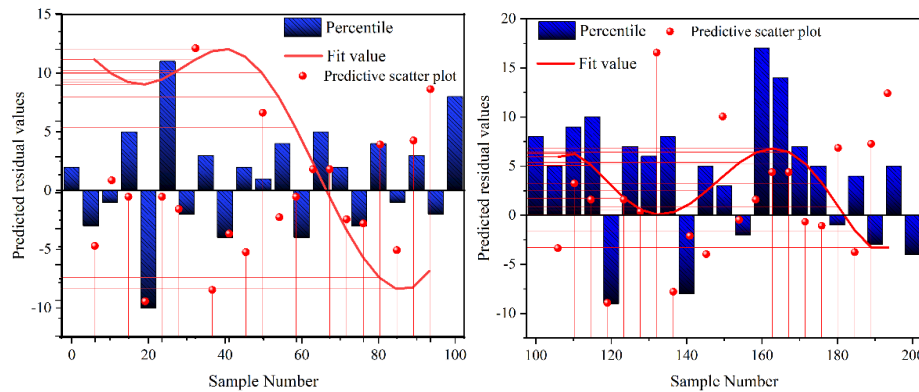 15
10
5
0
-5
-10
Predicted residual values
0
20
40
60
80
100
Sample Number
Percentile
Fit value
Predictive scatter plot
20
15
10
5
0
-5
-10
Predicted residual values
100
120
140
160
180
200
Sample Number
Percentile
Predictive scatter plot
Fit value